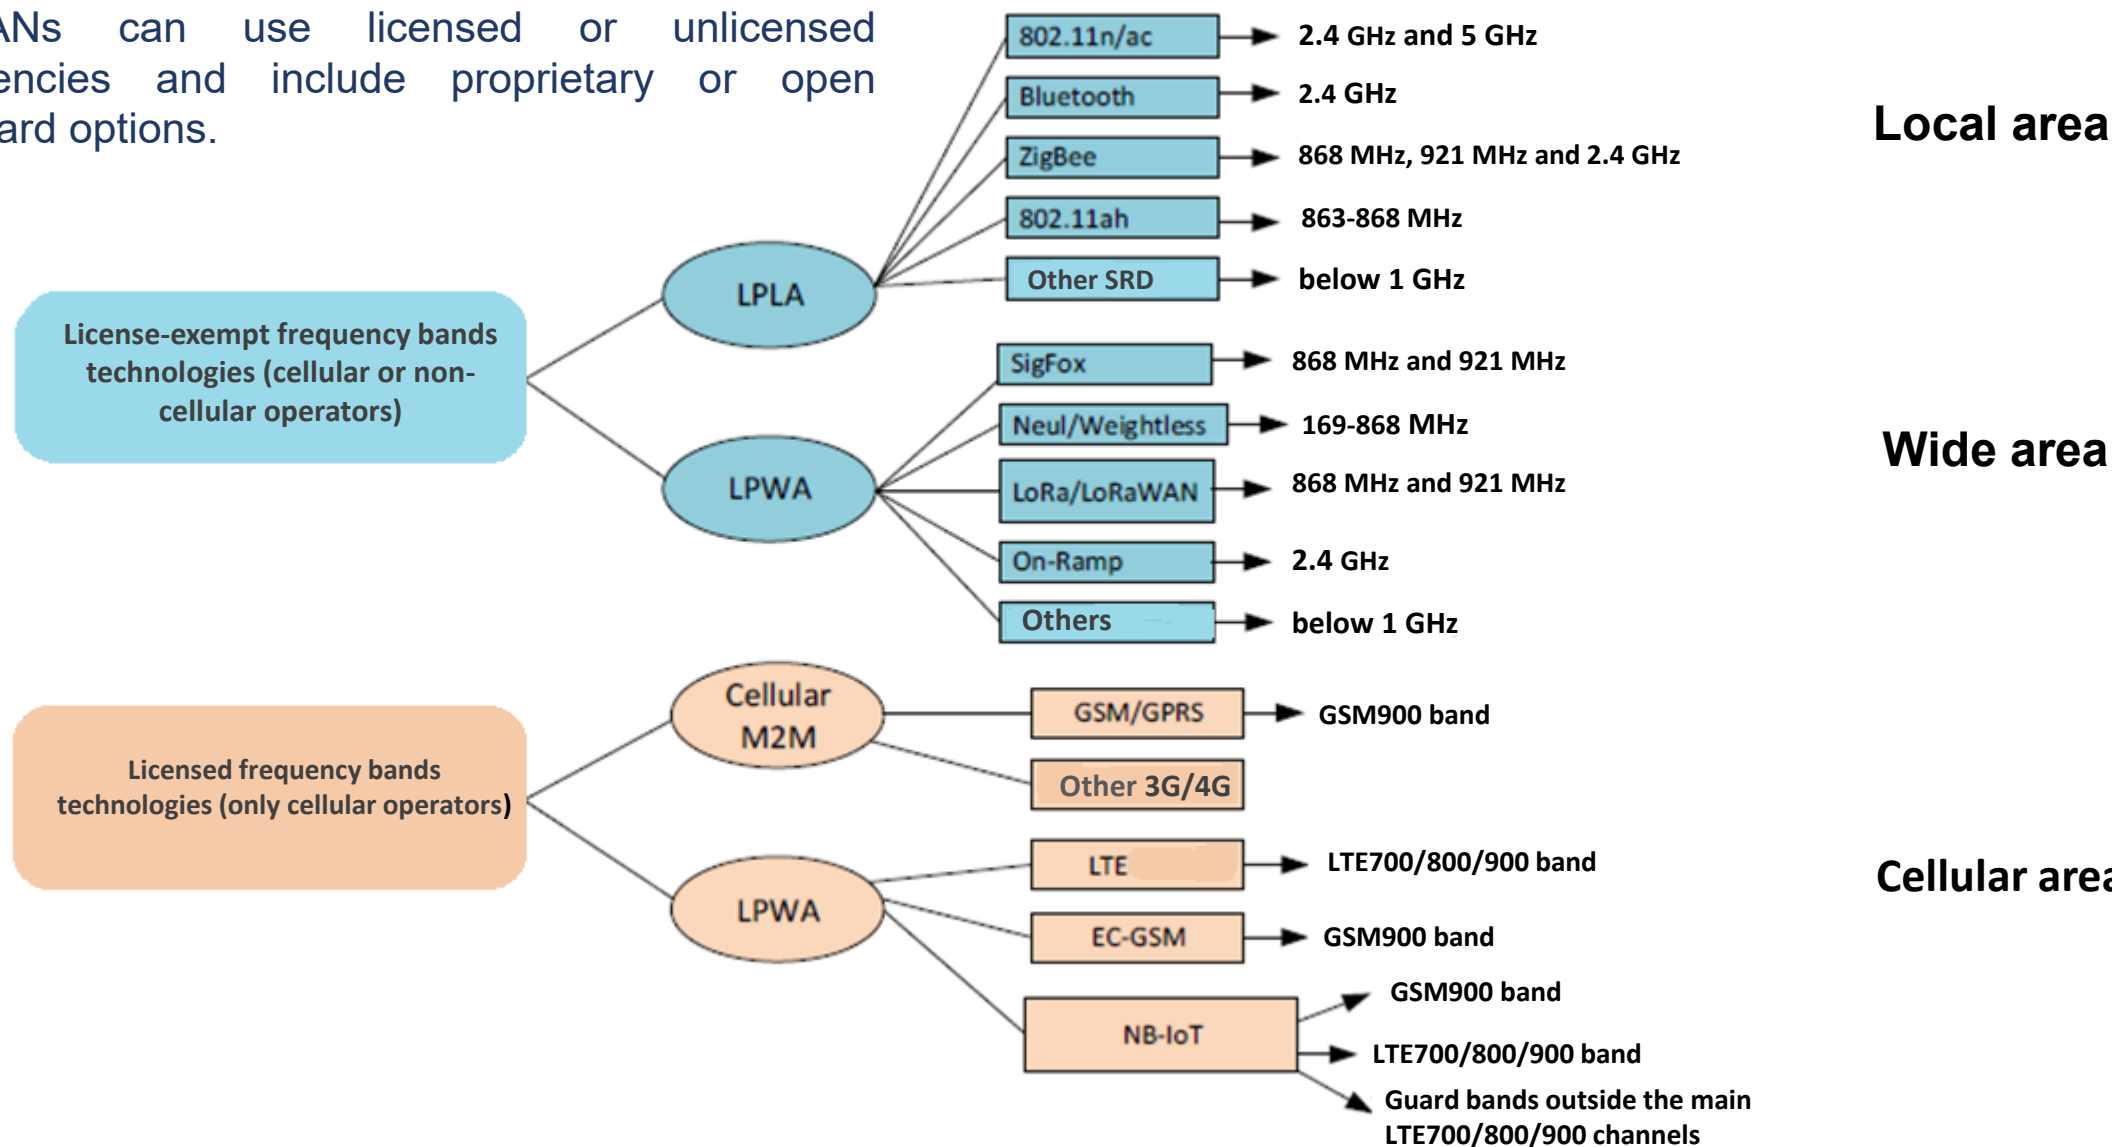 ANs can use licensed or unlicensed
encies and include proprietary or open
ard options.
802.11n/ac
2.4 GHz and 5 GHz
Bluetooth
2.4 GHz
ZigBee
868 MHz, 921 MHz and 2.4 GHz
802.11ah
863-868 MHz
Other SRD
below 1 GHz
Local area
LPLA
License-exempt frequency bands
technologies (cellular or non-
cellular operators)
LPWA
SigFox
868 MHz and 921 MHz
Neul/Weightless
169-868 MHz
LoRa/LoRaWAN
868 MHz and 921 MHz
On-Ramp
2.4 GHz
Others
below 1 GHz
Wide area
Cellular
M2M
GSM/GPRS
GSM900 band
Other 3G/4G
Licensed frequency bands
technologies (only cellular operators)
LPWA
LTE
LTE700/800/900 band
EC-GSM
GSM900 band
NB-IoT
GSM900 band
LTE700/800/900 band
Guard bands outside the main
LTE700/800/900 channels
Cellular area